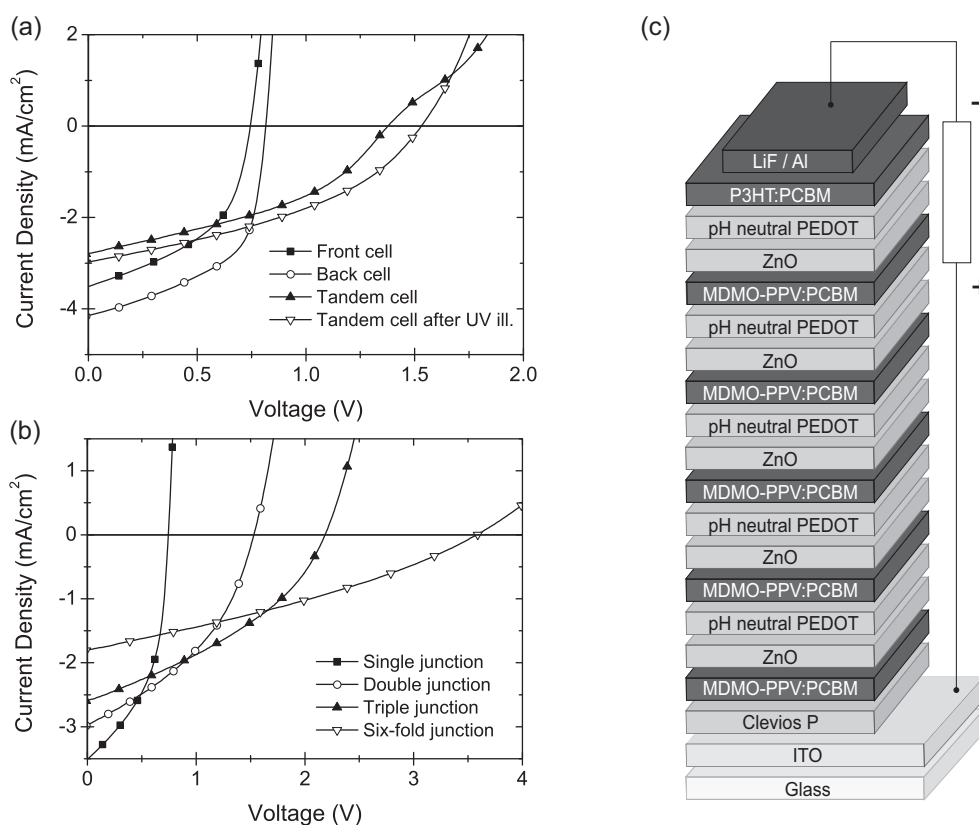 (a)
2
0
-2
-4
Current Density (mA/cm²)
Front cell
Back cell
Tandem cell
Tandem cell after UV ill.
0.0 0.5 1.0 1.5 2.0
Voltage (V)
(b)
1
0
-1
-2
-3
Current Density (mA/cm²)
Single junction
Double junction
Triple junction
Six-fold junction
0 1 2 3 4
Voltage (V)
(c)
LiF / Al
P3HT:PCBM
pH neutral PEDOT
ZnO
MDMO-PPV:PCBM
pH neutral PEDOT
ZnO
MDMO-PPV:PCBM
pH neutral PEDOT
ZnO
MDMO-PPV:PCBM
pH neutral PEDOT
ZnO
MDMO-PPV:PCBM
pH neutral PEDOT
ZnO
MDMO-PPV:PCBM
Clevios P
ITO
Glass